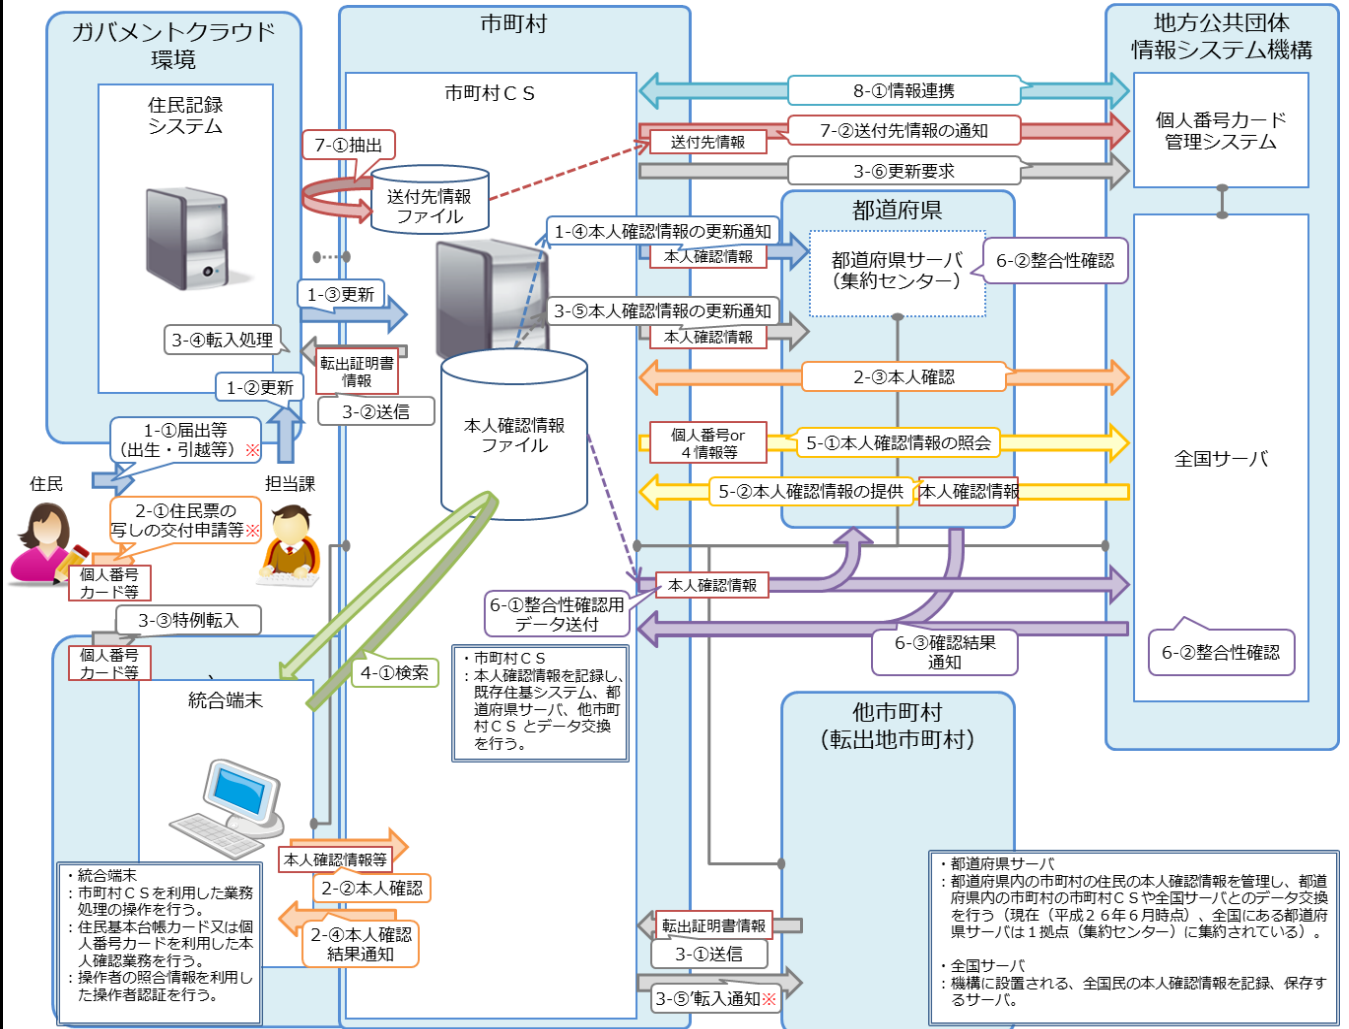 ガバメントクラウド
環境
住民記録
システム
市町村
市町村ＣＳ
地方公共団体
情報システム機構
個人番号カード
管理システム
8-①情報連携
送付先情報
7-②送付先情報の通知
3-⑥更新要求
7-①抽出
送付先情報
ファイル
都道府県
都道府県サーバ
（集約センター）
6-②整合性確認
1-④本人確認情報の更新通知
本人確認情報
1-③更新
3-⑤本人確認情報の更新通知
本人確認情報
3-④転入処理
転出証明書
情報
3-②送信
1-②更新
2-③本人確認
本人確認情報
ファイル
1-①届出等
（出生・引越等）※
個人番号or
４情報等
5-①本人確認情報の照会
全国サーバ
5-②本人確認情報の提供
本人確認情報
住民
担当課
2-①住民票の
写しの交付申請等※
個人番号
カード等
3-③特例転入
個人番号
カード等
本人確認情報
6-①整合性確認用
データ送付
6-③確認結果
通知
6-②整合性確認
4-①検索
統合端末
・市町村ＣＳ
：本人確認情報を記録し、
既存住基システム、都
道府県サーバ、他市町
村ＣＳ とデータ交換
を行う。
他市町村
（転出地市町村）
本人確認情報等
2-②本人確認
2-④本人確認
結果通知
・統合端末
：市町村ＣＳを利用した業務
処理の操作を行う。
：住民基本台帳カード又は個
人番号カードを利用した本
人確認業務を行う。
：操作者の照合情報を利用し
た操作者認証を行う。
転出証明書情報
3-①送信
3-⑤’転入通知※
・都道府県サーバ
：都道府県内の市町村の住民の本人確認情報を管理し、都道
府県内の市町村の市町村ＣＳや全国サーバとのデータ交換
を行う（現在（平成２６年６月時点）、全国にある都道府
県サーバは１拠点（集約センター）に集約されている）。
・全国サーバ
：機構に設置される、全国民の本人確認情報を記録、保存す
るサーバ。